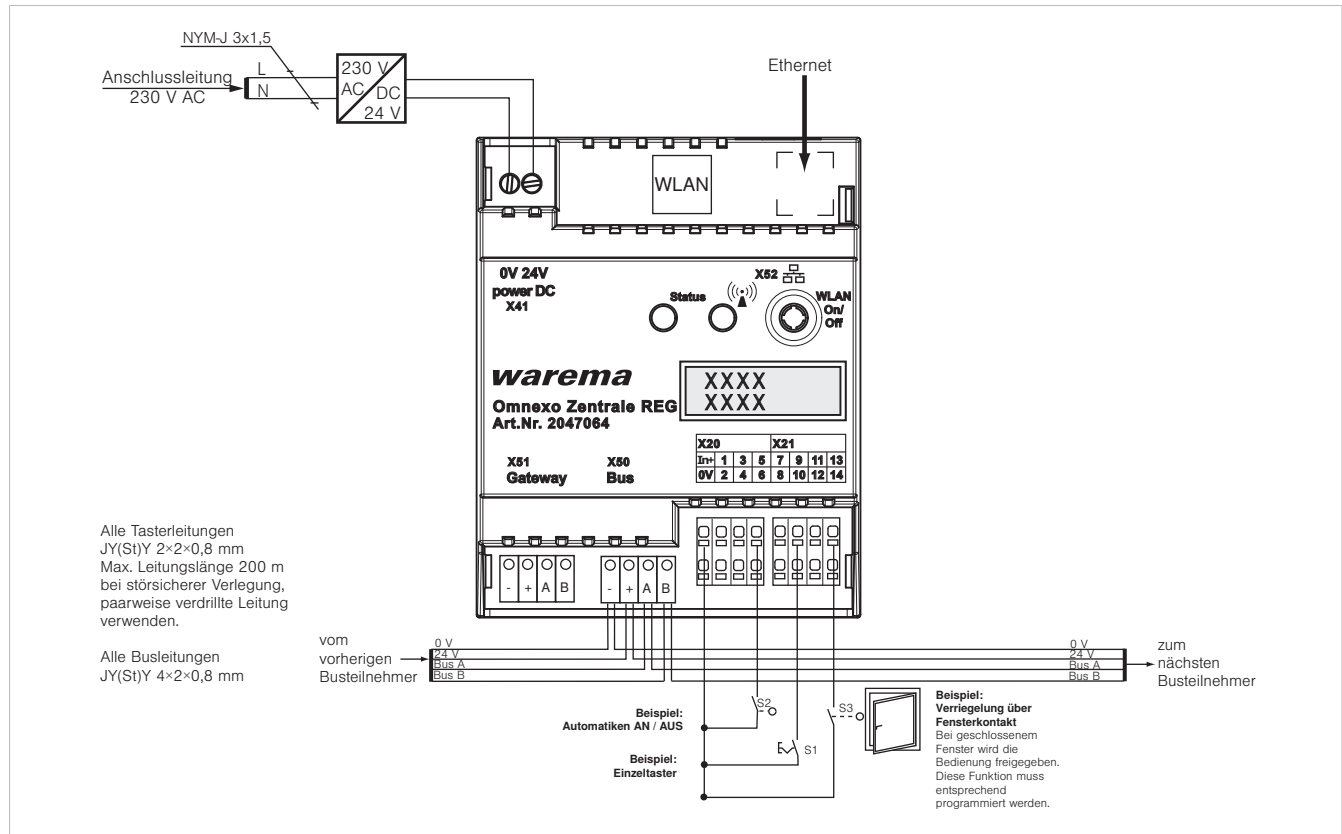 NYM-J 3x1,5
Anschlussleitung
230 V AC
L
N
230 V
AC
DC
24 V
Ethernet
WLAN
0V 24V
power DC
X41
Status
X52
WLAN
On/
Off
warema
XXXX
XXXX
Omnexo Zentrale REG
Art.Nr. 2047064
X20 X21
In+ 1 3 5 7 9 11 13
0V 2 4 6 8 10 12 14
X51
Gateway
X50
Bus
- + A B
- + A B
Alle Tasterleitungen
JY(St)Y 2×2×0,8 mm
Max. Leitungslänge 200 m
bei störsicherer Verlegung,
paarweise verdrillte Leitung
verwenden.
Alle Busleitungen
JY(St)Y 4×2×0,8 mm
vom
vorherigen
Busteilnehmer
0 V
24 V
Bus A
Bus B
0 V
24 V
Bus A
Bus B
zum
nächsten
Busteilnehmer
Beispiel:
Automatiken AN / AUS
S2
Beispiel:
Einzeltaster
S1
S3
Beispiel:
Verriegelung über
Fensterkontakt
Bei geschlossenem
Fenster wird die
Bedienung freigegeben.
Diese Funktion muss
entsprechend
programmiert werden.